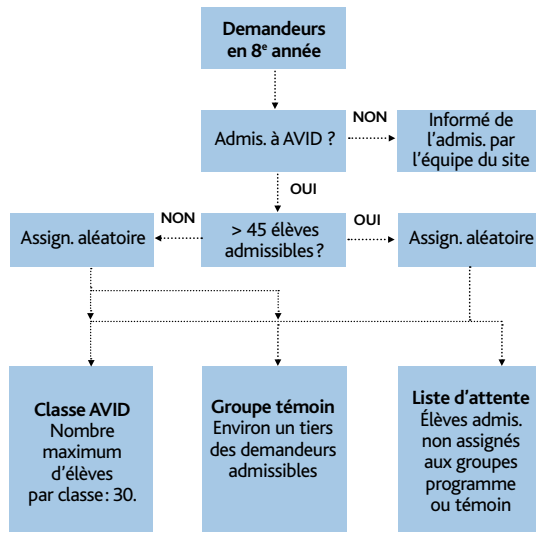 Demandeurs
en 8e année
Admis. à AVID ?
NON
Informé de
l'admis. par
l'équipe du site
OUI
Assign. aléatoire
NON
> 45 élèves
admissibles ?
OUI
Assign. aléatoire
Classe AVID
Nombre
maximum
d'élèves
par classe : 30.
Groupe témoin
Environ un tiers
des demandeurs
admissibles
Liste d'attente
Élèves admis.
non assignés
aux groupes
programme
ou témoin